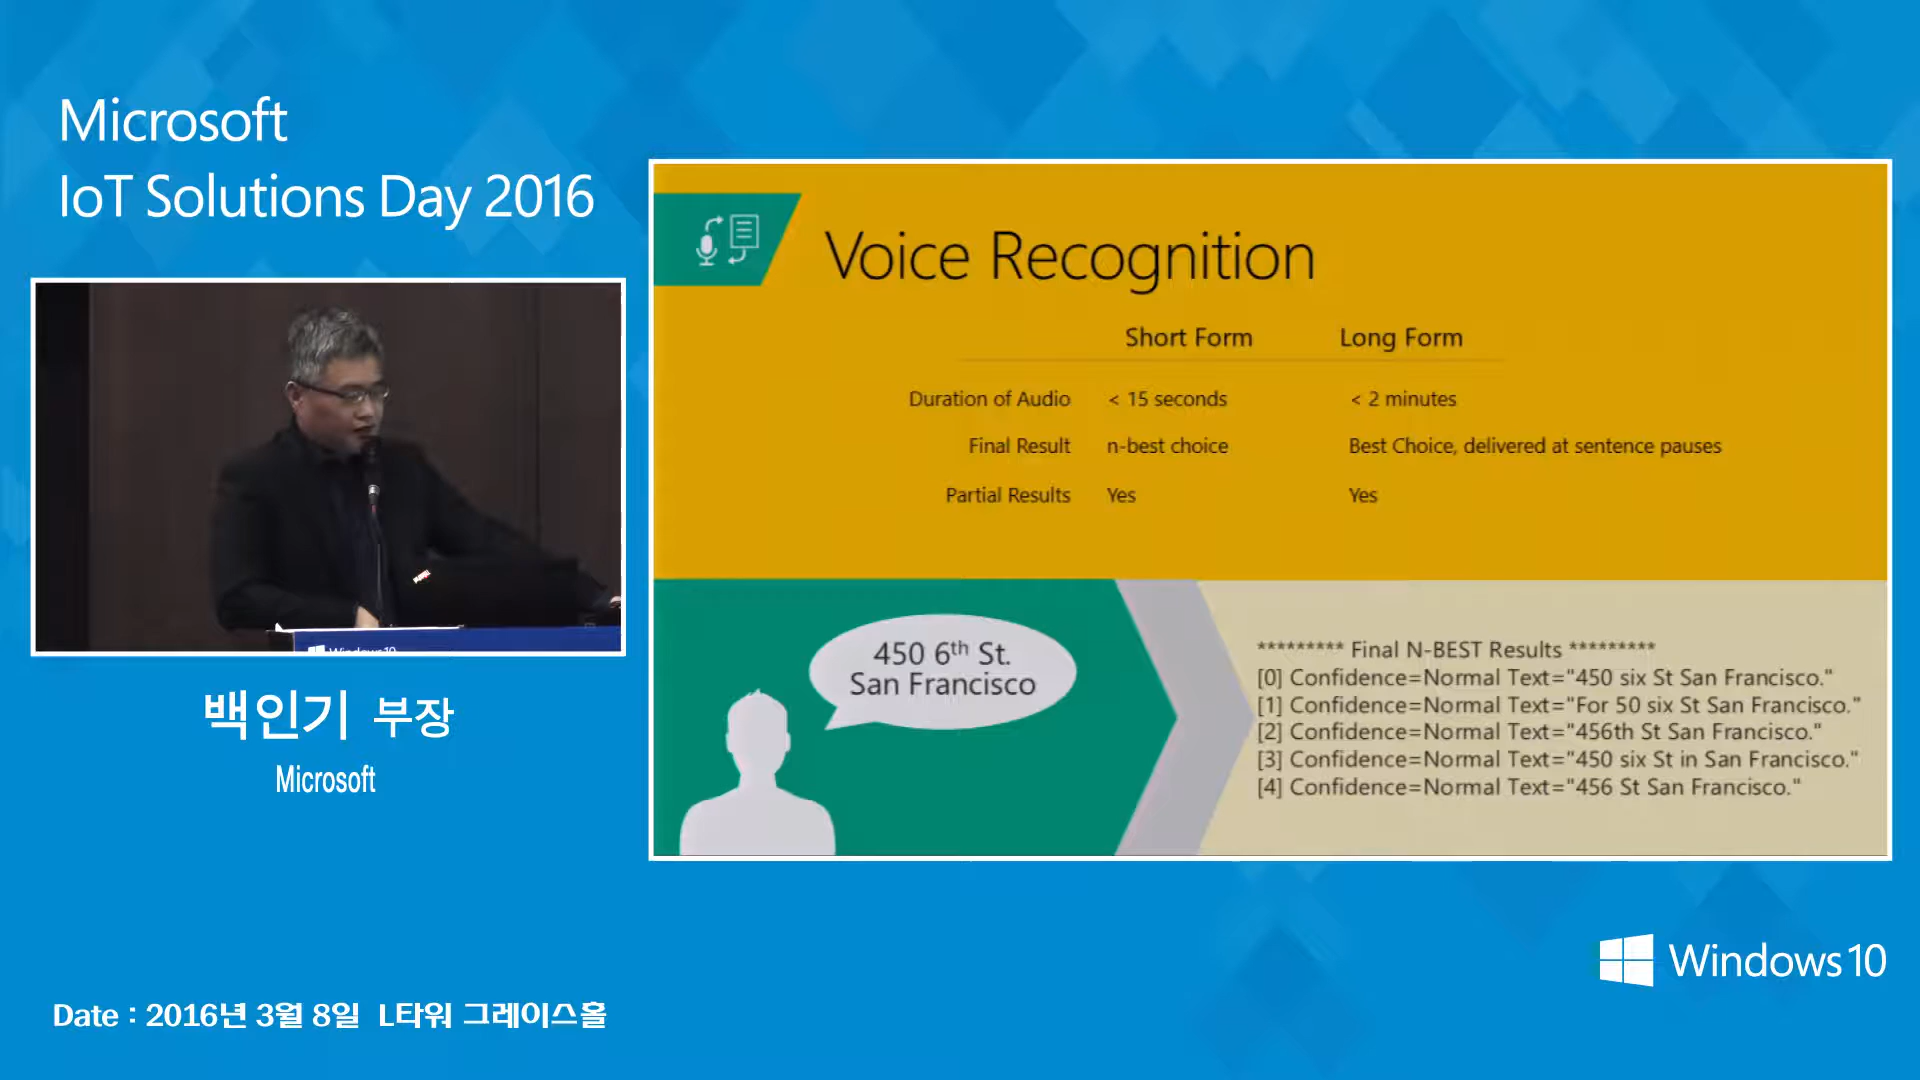 Microsoft
IoT Solutions Day 2016
Windows10
백인기 부장
Microsoft
Voice Recognition
Short Form Long Form
Duration of Audio < 15 seconds < 2 minutes
Final Result n-best choice Best Choice, delivered at sentence pauses
Partial Results Yes Yes
450 6th St.
San Francisco
********* Final N-BEST Results *********
[0] Confidence=Normal Text="450 six St San Francisco."
[1] Confidence=Normal Text="For 50 six St San Francisco."
[2] Confidence=Normal Text="456th St San Francisco."
[3] Confidence=Normal Text="450 six St in San Francisco."
[4] Confidence=Normal Text="456 St San Francisco."
Windows10
Date : 2016년 3월 8일 L타워 그레이스홀